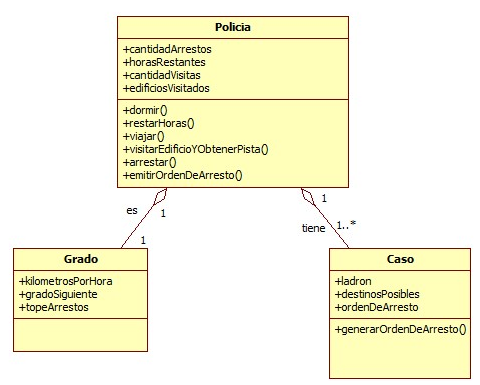 Policia
+cantidadArrestos
+horasRestantes
+cantidadVisitas
+edificiosVisitados
+dormir()
+restarHoras()
+viajar()
+visitarEdificioYObtenerPista()
+arrestar()
+emitirOrdenDeArresto()
es
1
1
1
tiene
1..*
Grado
+kilometrosPorHora
+gradoSiguiente
+topeArrestos
Caso
+ladron
+destinosPosibles
+ordenDeArresto
+generarOrdenDeArresto()